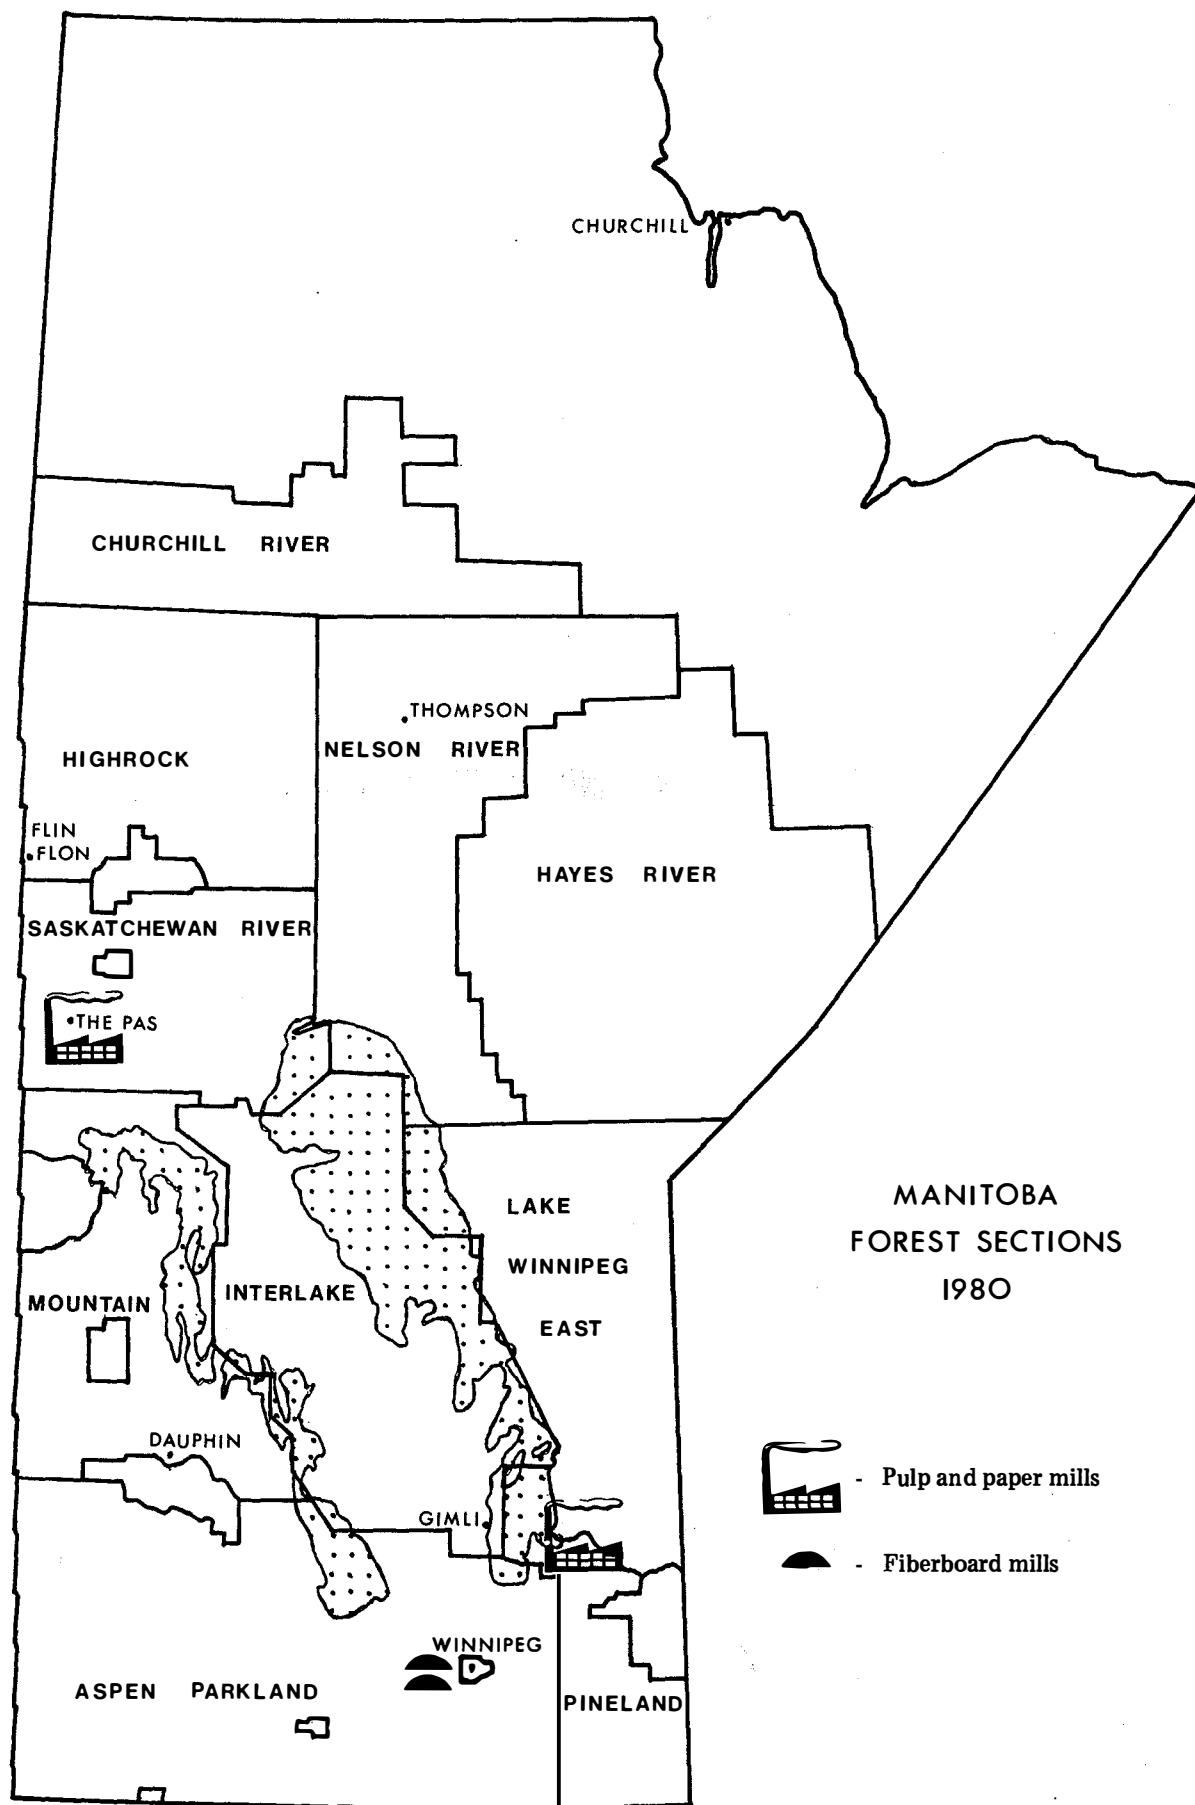 CHURCHILL
CHURCHILL RIVER
THOMPSON
NELSON RIVER
HIGHROCK
FLIN
FLON
HAYES RIVER
SASKATCHEWAN RIVER
THE PAS
LAKE
WINNIPEG
EAST
MANITOBA
FOREST SECTIONS
1980
INTERLAKE
MOUNTAIN
DAUPHIN
- Pulp and paper mills
GIMLI
- Fiberboard mills
WINNIPEG
ASPEN PARKLAND
PINELAND